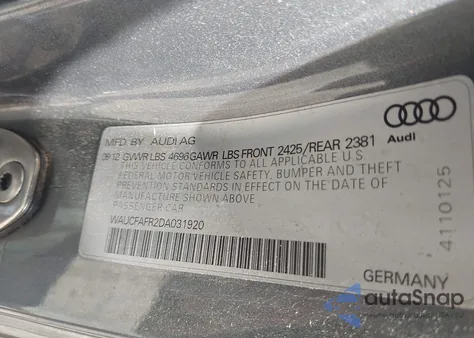 MFD. BY AUDI AG
09 12 GVWR LBS 4696 GAWR LBS FRONT 2425/REAR 2381
THIS VEHICLE CONFORMS TO ALL APPLICABLE U.S.
FEDERAL MOTOR VEHICLE SAFETY, BUMPER AND THEFT
PREVENTION STANDARDS IN EFFECT ON THE DATE OF
MANUFACTURE SHOWN ABOVE.
PASSENGER CAR
WAUCFAFR2DA031920
Audi
4110125
GERMANY
autoSnap